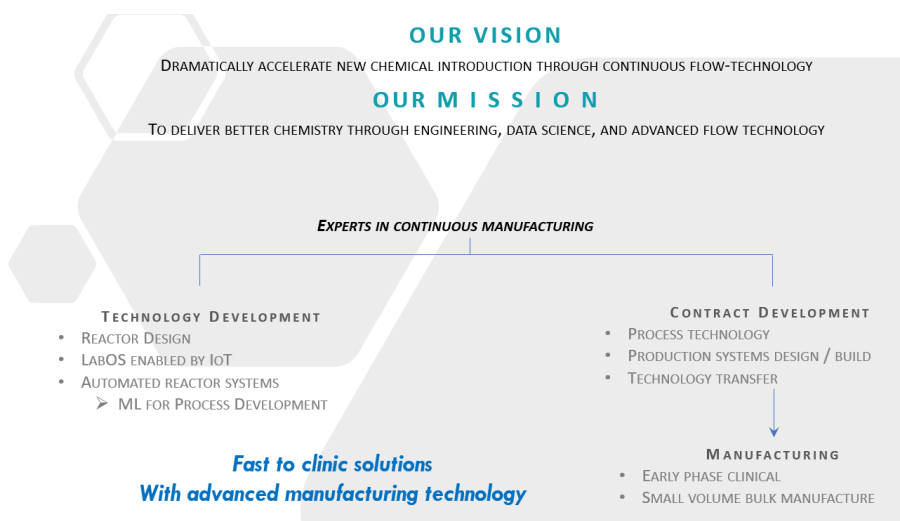 OUR VISION
DRAMATICALLY ACCELERATE NEW CHEMICAL INTRODUCTION THROUGH CONTINUOUS FLOW-TECHNOLOGY
OUR M I S S I O N
TO DELIVER BETTER CHEMISTRY THROUGH ENGINEERING, DATA SCIENCE, AND ADVANCED FLOW TECHNOLOGY
EXPERTS IN CONTINUOUS MANUFACTURING
TECHNOLOGY DEVELOPMENT
• REACTOR DESIGN
• LABOS ENABLED BY IOT
• AUTOMATED REACTOR SYSTEMS
➢ ML FOR PROCESS DEVELOPMENT
CONTRACT DEVELOPMENT
• PROCESS TECHNOLOGY
• PRODUCTION SYSTEMS DESIGN / BUILD
• TECHNOLOGY TRANSFER
MANUFACTURING
• EARLY PHASE CLINICAL
• SMALL VOLUME BULK MANUFACTURE
Fast to clinic solutions
With advanced manufacturing technology